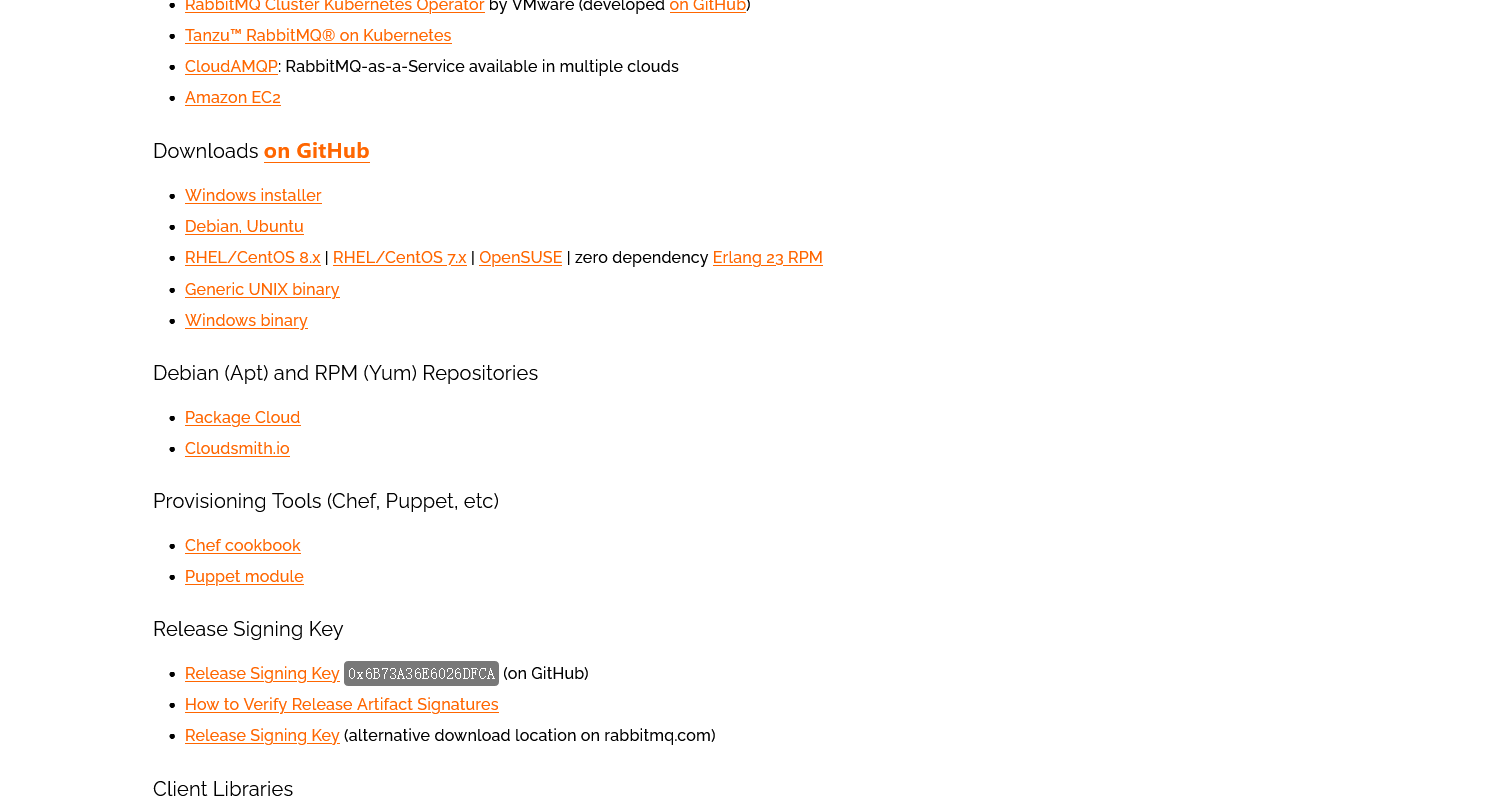 RabbitMQ Cluster Kubernetes Operator by VMware (developed on GitHub)
Tanzu™ RabbitMQ® on Kubernetes
CloudAMQP: RabbitMQ-as-a-Service available in multiple clouds
Amazon EC2
Downloads on GitHub
Windows installer
Debian, Ubuntu
RHEL/CentOS 8.x | RHEL/CentOS 7.x | OpenSUSE | zero dependency Erlang 23 RPM
Generic UNIX binary
Windows binary
Debian (Apt) and RPM (Yum) Repositories
Package Cloud
Cloudsmith.io
Provisioning Tools (Chef, Puppet, etc)
Chef cookbook
Puppet module
Release Signing Key
Release Signing Key 0x6B73A36E6026DFCA (on GitHub)
How to Verify Release Artifact Signatures
Release Signing Key (alternative download location on rabbitmq.com)
Client Libraries